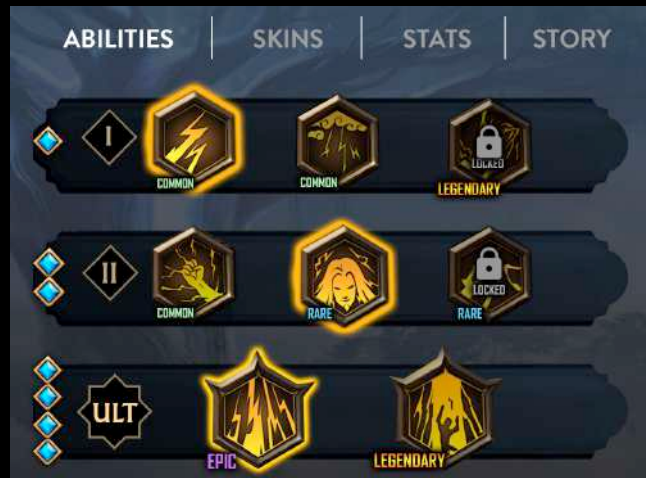 ABILITIES SKINS STATS STORY
I
COMMON COMMON LOCKED LEGENDARY
II
COMMON RARE LOCKED RARE
ULT
EPIC LEGENDARY